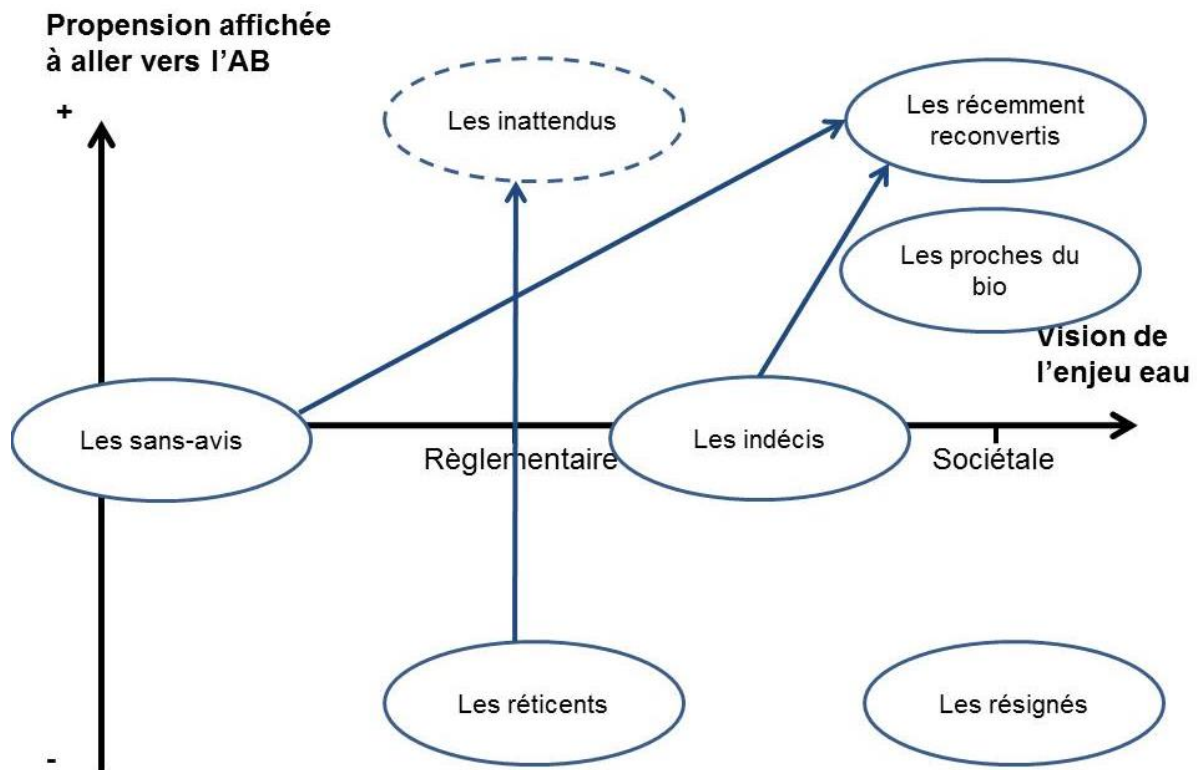 Propension affichée
à aller vers l'AB
+
Les inattendus
Les récemment
reconvertis
Les proches du
bio
Vision de
l'enjeu eau
Les sans-avis
Règlementaire
Les indécis
Sociétale
Les réticents
Les résignés
-